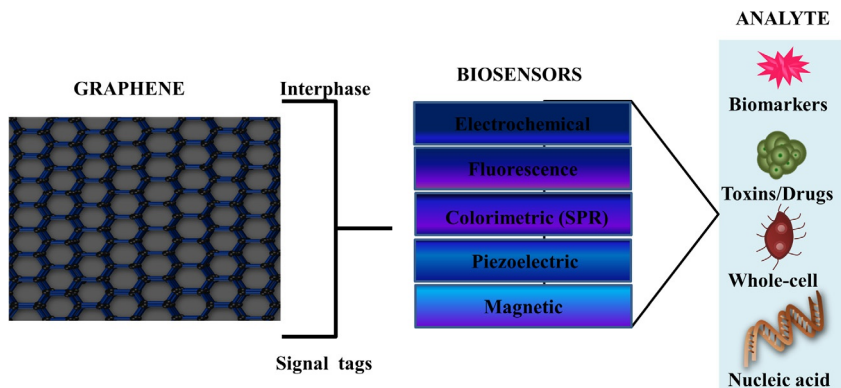 ANALYTE
GRAPHENE
Interphase
BIOSENSORS
Electrochemical
Fluorescence
Colorimetric (SPR)
Piezoelectric
Magnetic
Signal tags
Biomarkers
Toxins/Drugs
Whole-cell
Nucleic acid